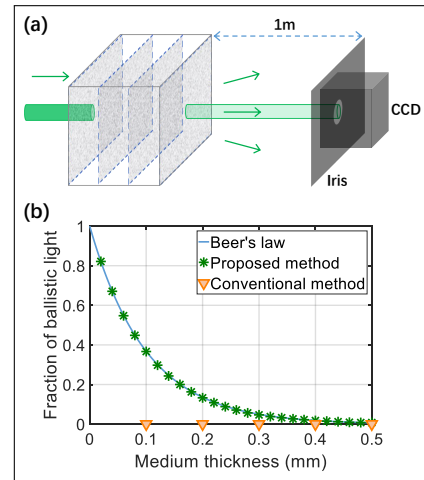 (a)
1m
CCD
Iris
(b)
Fraction of ballistic light
1
0.8
0.6
0.4
0.2
0
Beer's law
Proposed method
Conventional method
0 0.1 0.2 0.3 0.4 0.5
Medium thickness (mm)